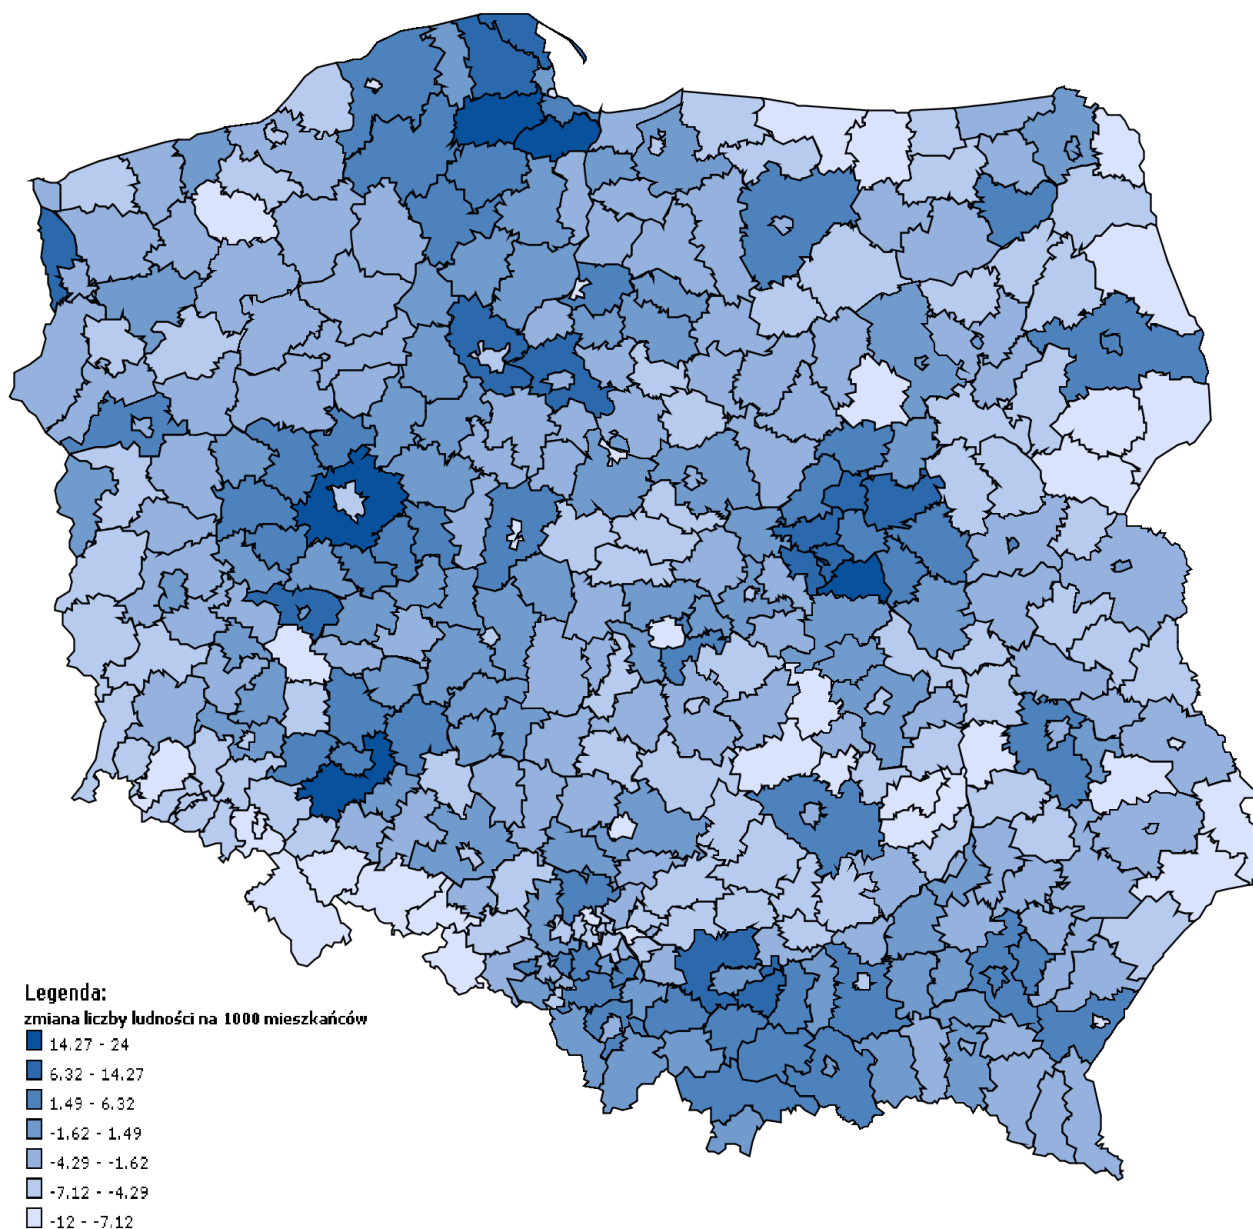 Legenda:
zmiana liczby ludności na 1000 mieszkańców
14.27 - 24
6.32 - 14.27
1.49 - 6.32
-1.62 - 1.49
-4.29 - -1.62
-7.12 - -4.29
-12 - -7.12